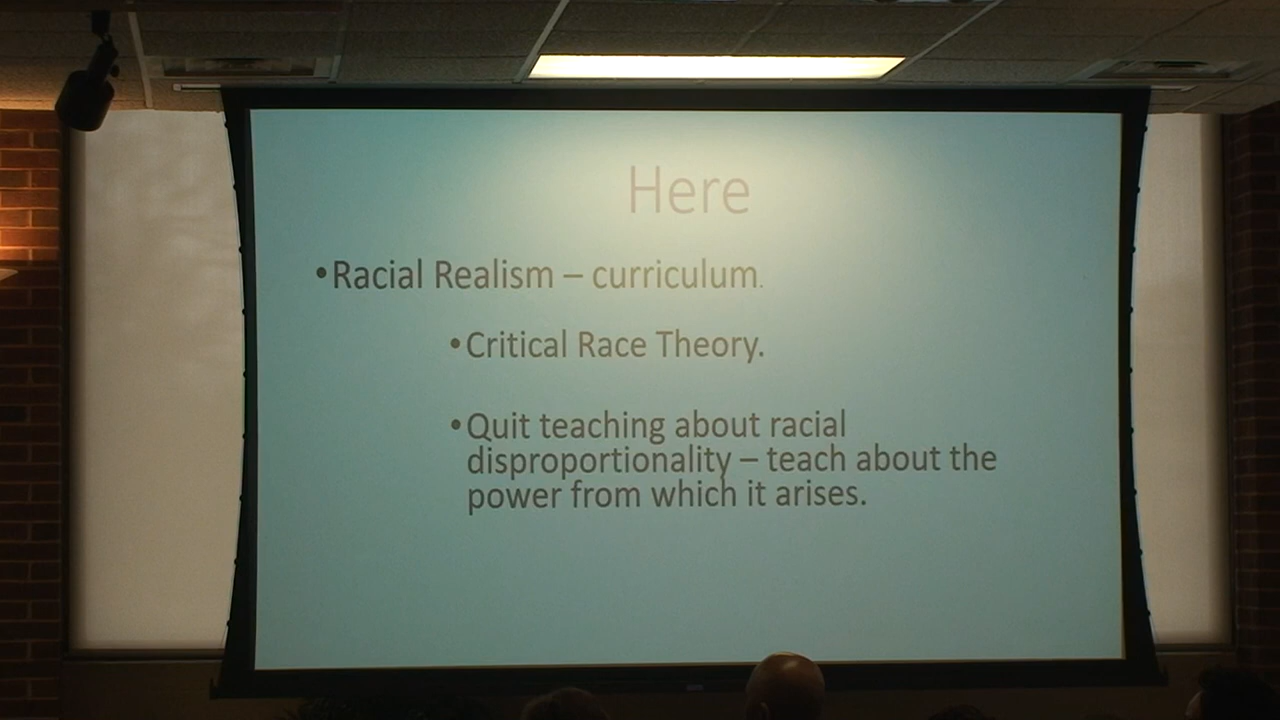 Here
•Racial Realism – curriculum.
•Critical Race Theory.
•Quit teaching about racial
disproportionality – teach about the
power from which it arises.